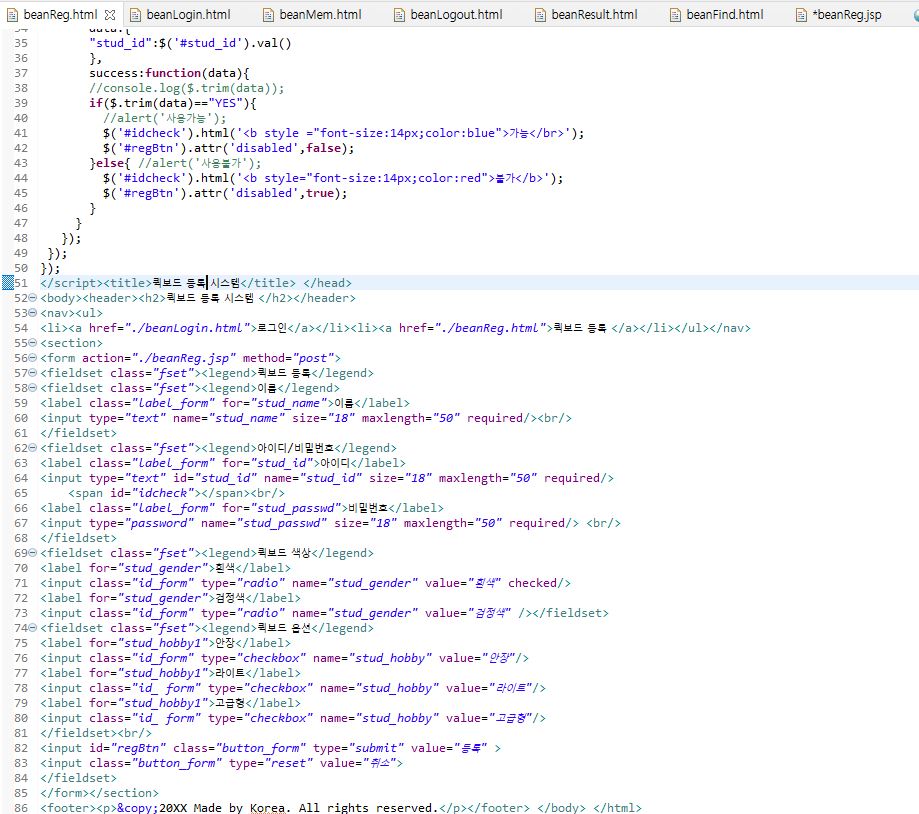 beanReg.html beanLogin.html beanMem.html beanLogout.html beanResult.html beanFind.html *beanReg.jsp
34 data:{
35 "stud_id":$('#stud_id').val()
36 },
37 success:function(data){
38 //console.log($.trim(data));
39 if($.trim(data)=="YES"){
40 //alert('사용가능');
41 $('#idcheck').html('<b style ="font-size:14px;color:blue">가능</br>');
42 $('#regBtn').attr('disabled',false);
43 }else{ //alert('사용불가');
44 $('#idcheck').html('<b style="font-size:14px;color:red">불가</b>');
45 $('#regBtn').attr('disabled',true);
46 }
47 }
48 });
49 });
50 });
51 </script><title>퀵보드 등록 시스템</title> </head>
52 <body><header><h2>퀵보드 등록 시스템 </h2></header>
53 <nav><ul>
54 <li><a href="./beanLogin.html">로그인</a></li><li><a href="./beanReg.html">퀵보드 등록 </a></li></ul></nav>
55 <section>
56 <form action="./beanReg.jsp" method="post">
57 <fieldset class="fset"><legend>퀵보드 등록</legend>
58 <fieldset class="fset"><legend>이름</legend>
59 <label class="label_form" for="stud_name">이름</label>
60 <input type="text" name="stud_name" size="18" maxlength="50" required/><br/>
61 </fieldset>
62 <fieldset class="fset"><legend>아이디/비밀번호</legend>
63 <label class="label_form" for="stud_id">아이디</label>
64 <input type="text" id="stud_id" name="stud_id" size="18" maxlength="50" required/>
65 <span id="idcheck"></span><br/>
66 <label class="label_form" for="stud_passwd">비밀번호</label>
67 <input type="password" name="stud_passwd" size="18" maxlength="50" required/> <br/>
68 </fieldset>
69 <fieldset class="fset"><legend>퀵보드 색상</legend>
70 <label for="stud_gender">흰색</label>
71 <input class="id_form" type="radio" name="stud_gender" value="흰색" checked/>
72 <label for="stud_gender">검정색</label>
73 <input class="id_form" type="radio" name="stud_gender" value="검정색" /></fieldset>
74 <fieldset class="fset"><legend>퀵보드 옵션</legend>
75 <label for="stud_hobby1">안장</label>
76 <input class="id_form" type="checkbox" name="stud_hobby" value="안장"/>
77 <label for="stud_hobby1">라이트</label>
78 <input class="id_ form" type="checkbox" name="stud_hobby" value="라이트"/>
79 <label for="stud_hobby1">고급형</label>
80 <input class="id_ form" type="checkbox" name="stud_hobby" value="고급형"/>
81 </fieldset><br/>
82 <input id="regBtn" class="button_form" type="submit" value="등록" >
83 <input class="button_form" type="reset" value="취소">
84 </fieldset>
85 </form></section>
86 <footer><p>&copy;20XX Made by Korea. All rights reserved.</p></footer> </body> </html>